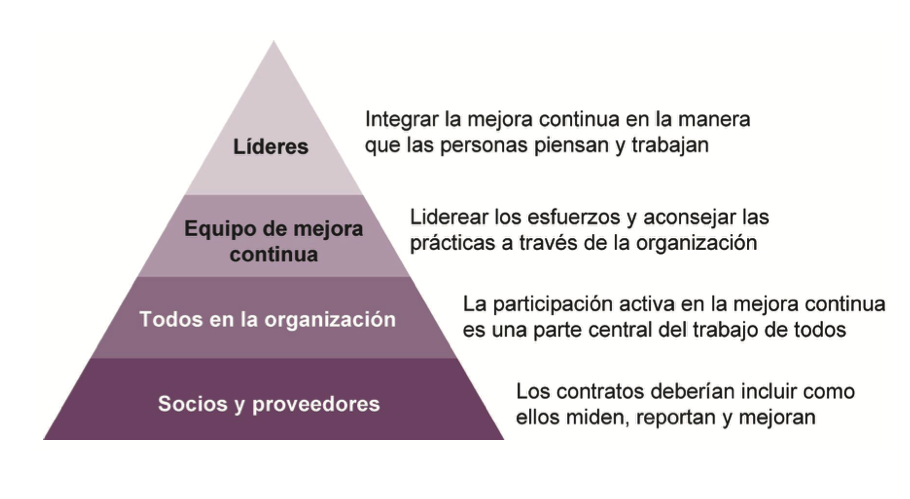 Líderes
Integrar la mejora continua en la manera
que las personas piensan y trabajan
Equipo de mejora
continua
Liderear los esfuerzos y aconsejar las
prácticas a través de la organización
Todos en la organización
La participación activa en la mejora continua
es una parte central del trabajo de todos
Socios y proveedores
Los contratos deberían incluir como
ellos miden, reportan y mejoran